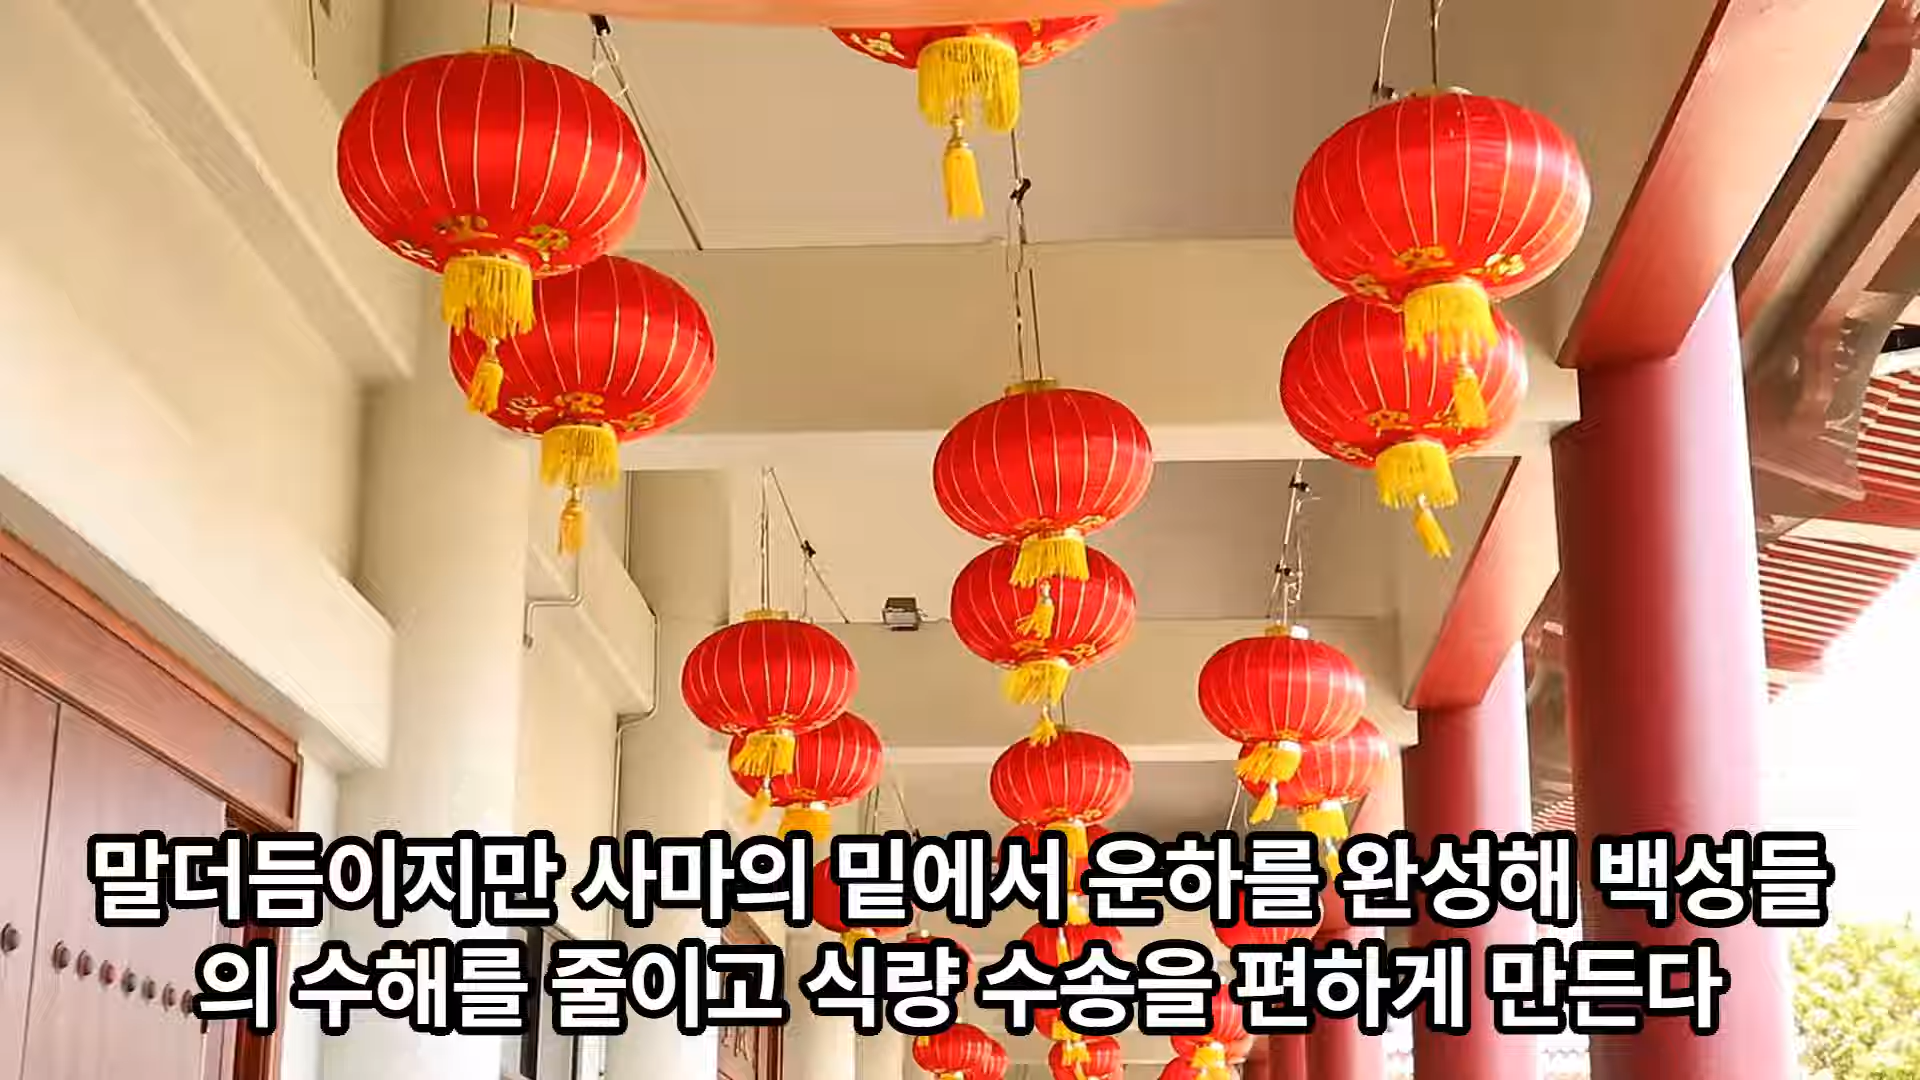 말더듬이지만 사마의 밑에서 운하를 완성해 백성들
의 수해를 줄이고 식량 수송을 편하게 만든다